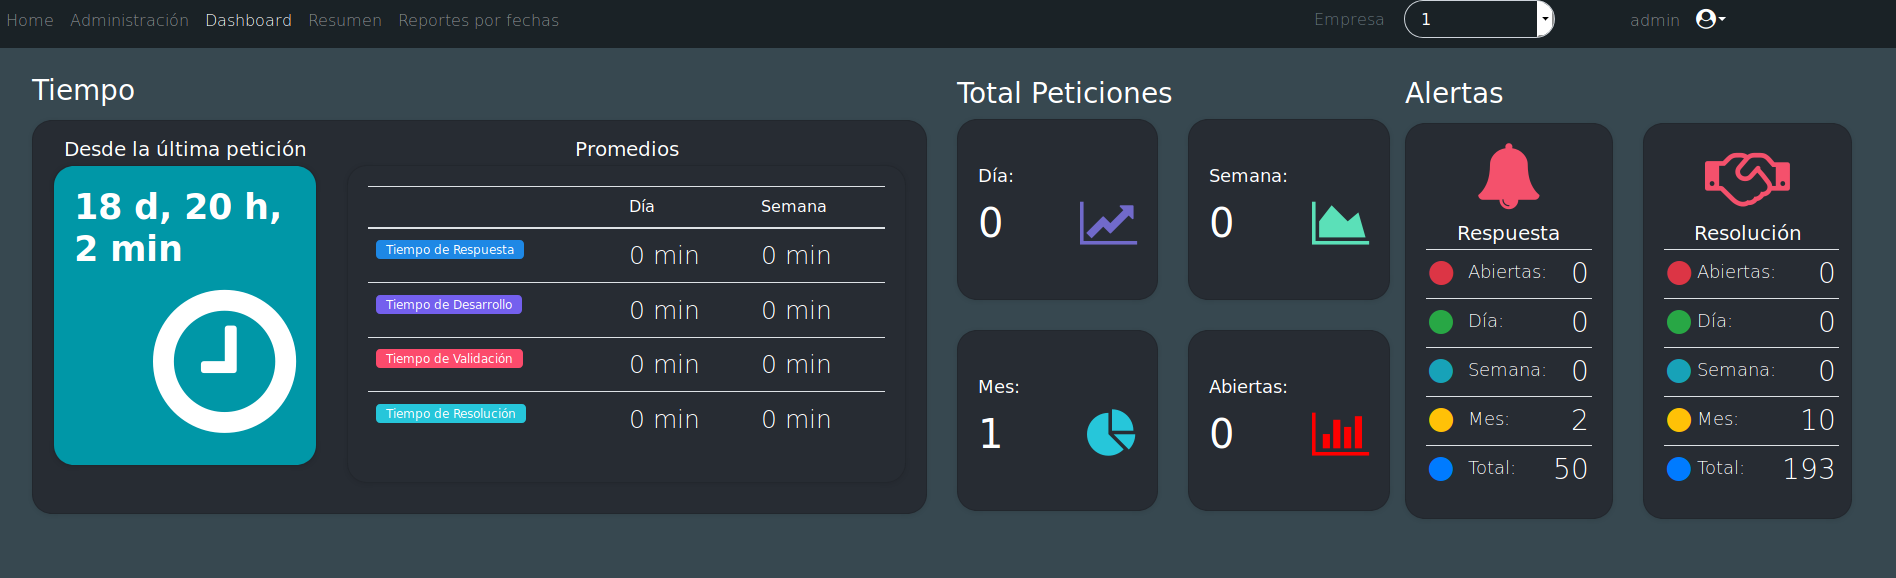 Home Administración Dashboard Resumen Reportes por fechas Empresa 1 admin
Tiempo
Desde la última petición
18 d, 20 h,
2 min
Promedios
Día Semana
Tiempo de Respuesta 0 min 0 min
Tiempo de Desarrollo 0 min 0 min
Tiempo de Validación 0 min 0 min
Tiempo de Resolución 0 min 0 min
Total Peticiones
Día:
0
Semana:
0
Mes:
1
Abiertas:
0
Alertas
Respuesta
Abiertas: 0
Día: 0
Semana: 0
Mes: 2
Total: 50
Resolución
Abiertas: 0
Día: 0
Semana: 0
Mes: 10
Total: 193